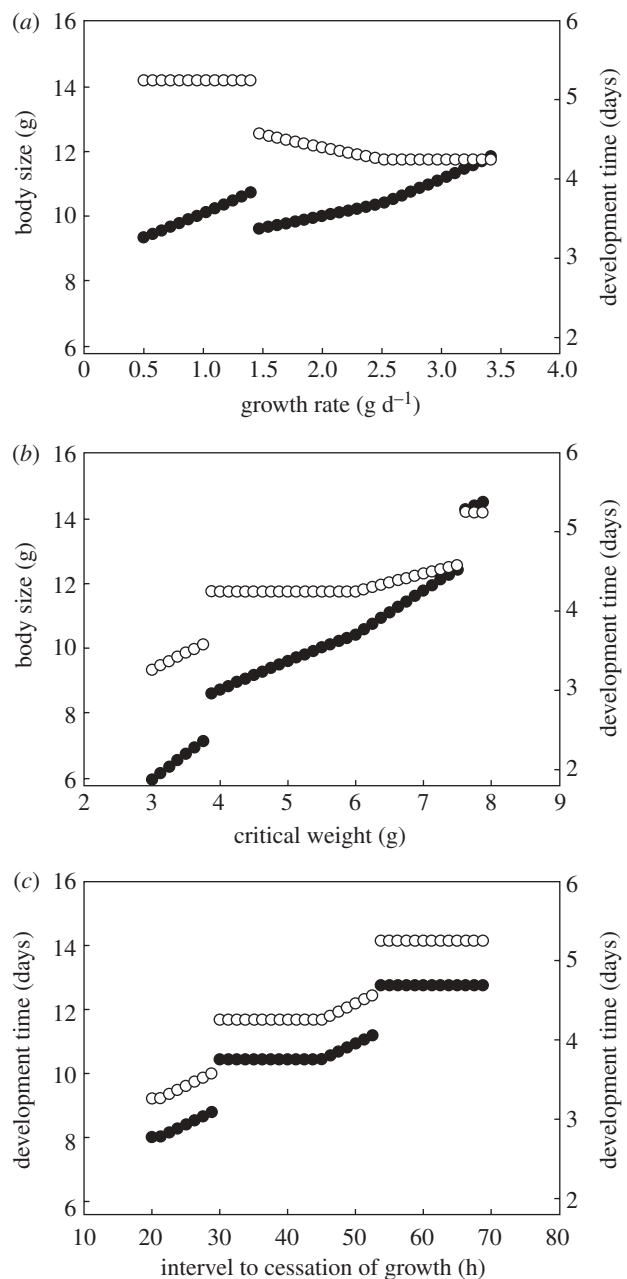 (a)
16
14
12
10
8
6
body size (g)
6
5
4
3
2
development time (days)
0 0.5 1.0 1.5 2.0 2.5 3.0 3.5 4.0
growth rate (g d⁻¹)
(b)
16
14
12
10
8
6
body size (g)
6
5
4
3
2
development time (days)
2 3 4 5 6 7 8 9
critical weight (g)
(c)
16
14
12
10
8
6
development time (days)
6
5
4
3
2
development time (days)
10 20 30 40 50 60 70 80
intervel to cessation of growth (h)